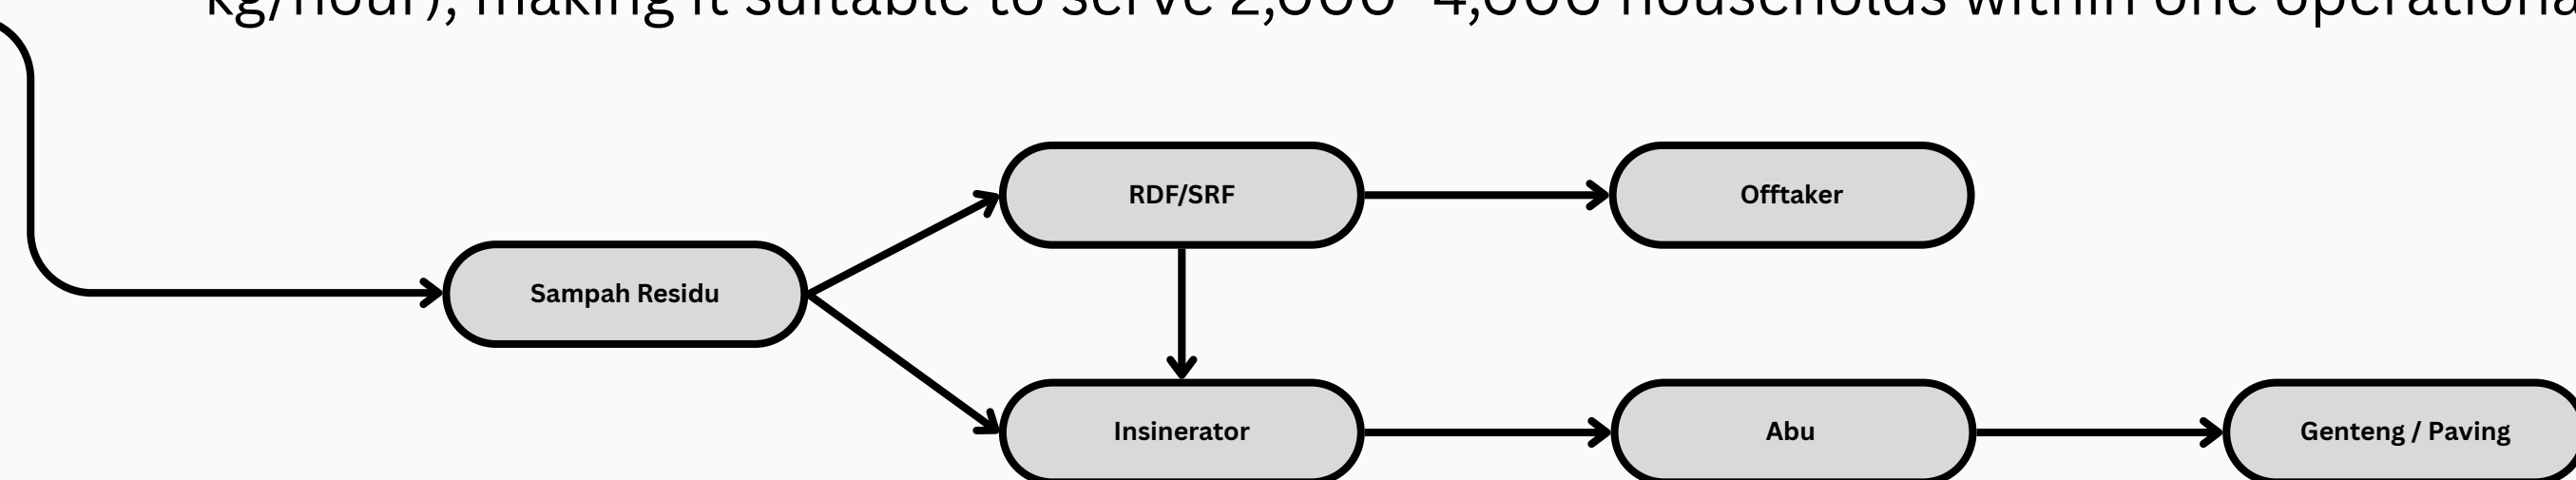 kg/hour), making it suitable to serve 2,000–4,000 households within one operational
RDF/SRF
Offtaker
Sampah Residu
Insinerator
Abu
Genteng / Paving